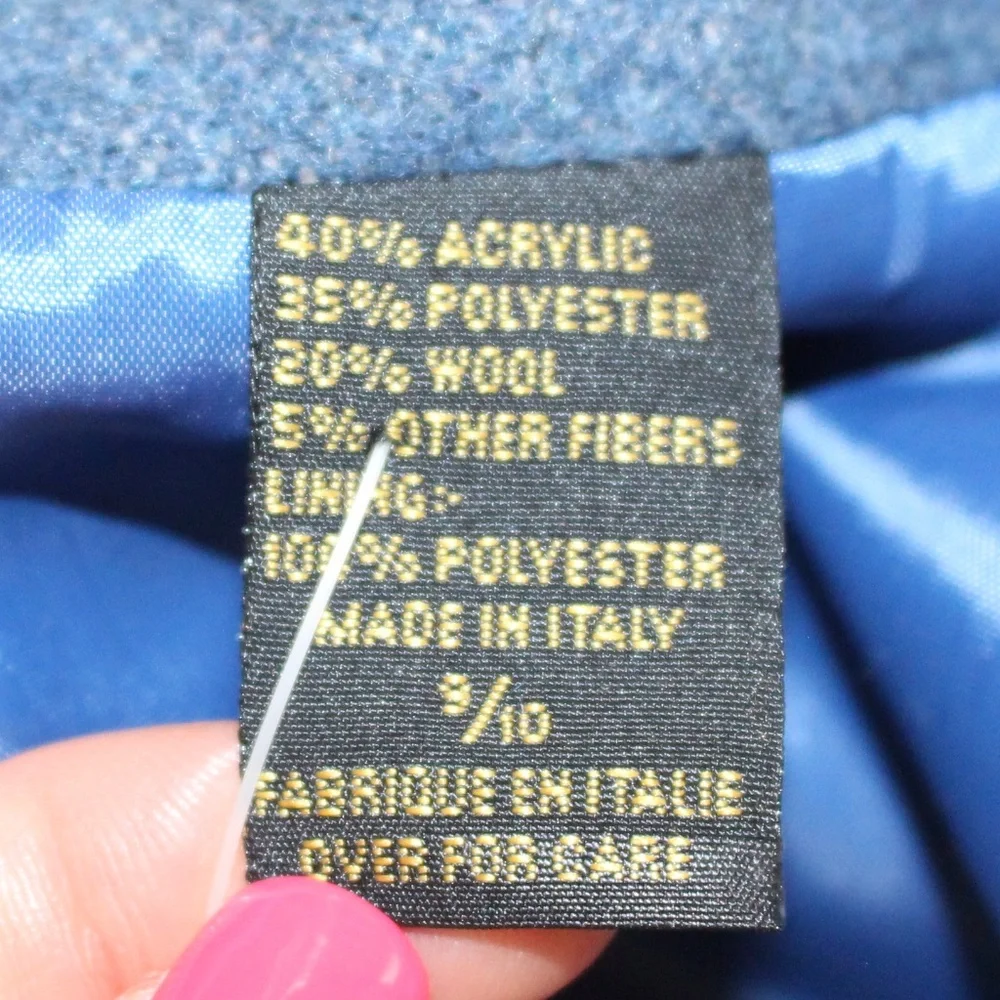 40% ACRYLIC
35% POLYESTER
20% WOOL
5% OTHER FIBERS
LINING:-
100% POLYESTER
MADE IN ITALY
9/10
FABRIQUE EN ITALIE
OVER FOR CARE